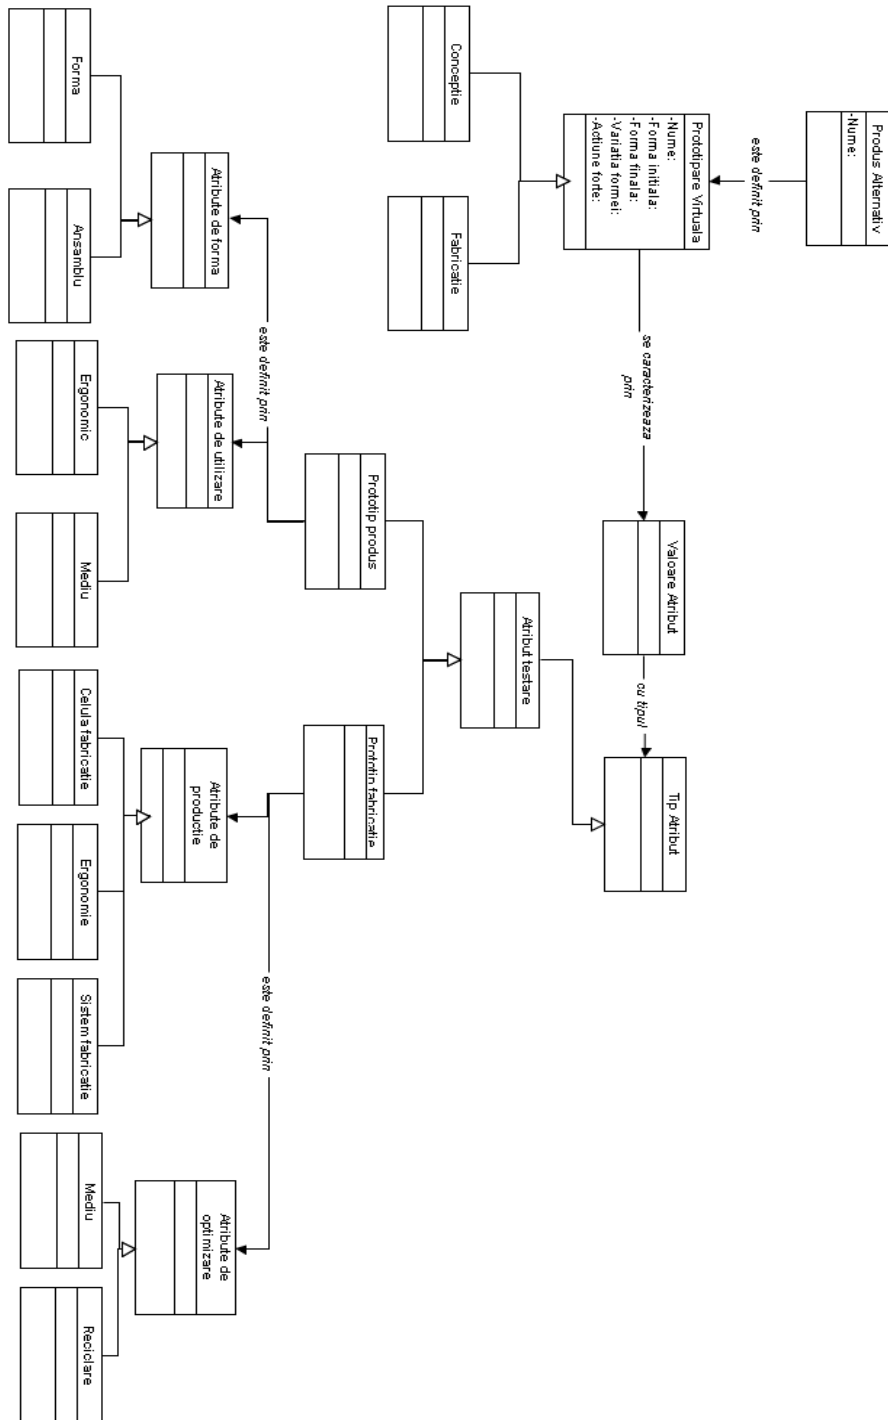 Produs Alternativ
-Nume:
este definit prin
Prototipare Virtuala
-Nume:
-Forma initiala:
-Forma finala:
-Variatia formei:
-Actiune forte:
Conceptie
Fabricatie
se caracterizeaza
prin
Valoare Atribut
cu tipul
Tip Atribut
Atribut testare
Prototip produs
Prototip fabricatie
este definit prin
este definit prin
Atribute de forma
Atribute de utilizare
Atribute de
productie
Atribute de
optimizare
Forma
Ansamblu
Ergonomic
Mediu
Celula fabricatie
Ergonomie
Sistem fabricatie
Mediu
Reciclare